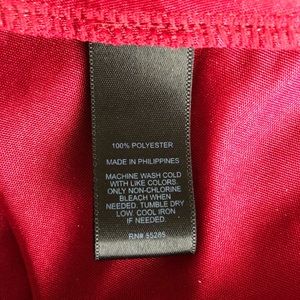 100% POLYESTER
MADE IN PHILIPPINES
MACHINE WASH COLD
WITH LIKE COLORS.
ONLY NON-CHLORINE
BLEACH WHEN
NEEDED. TUMBLE DRY
LOW. COOL IRON
IF NEEDED.
RN# 55285